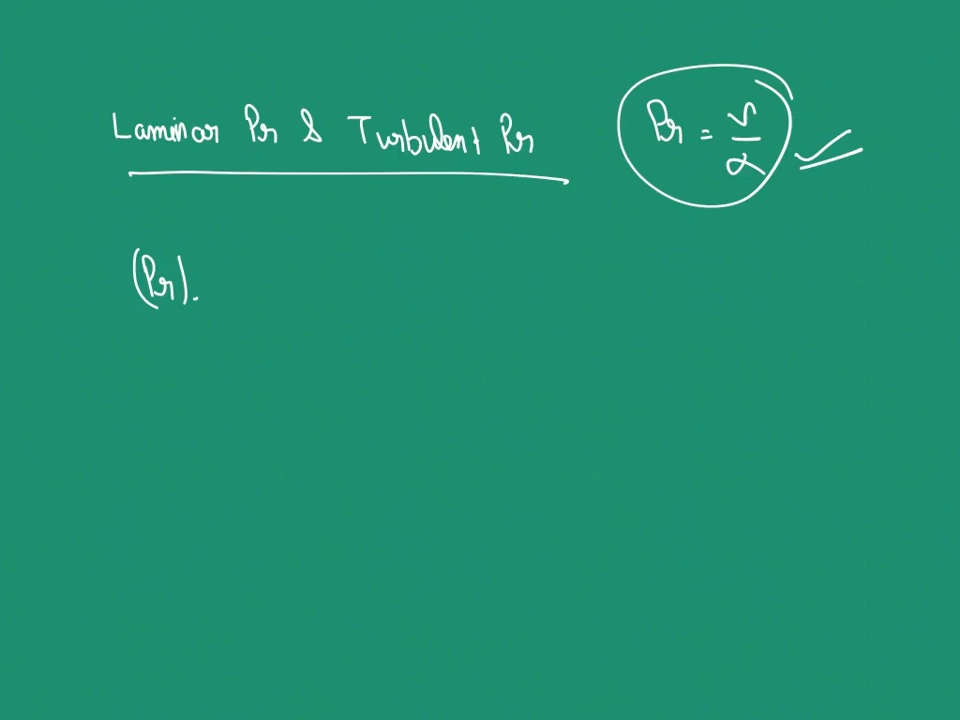 Laminar Pr & Turbulent Pr
Pr = ν/α
(Pr).